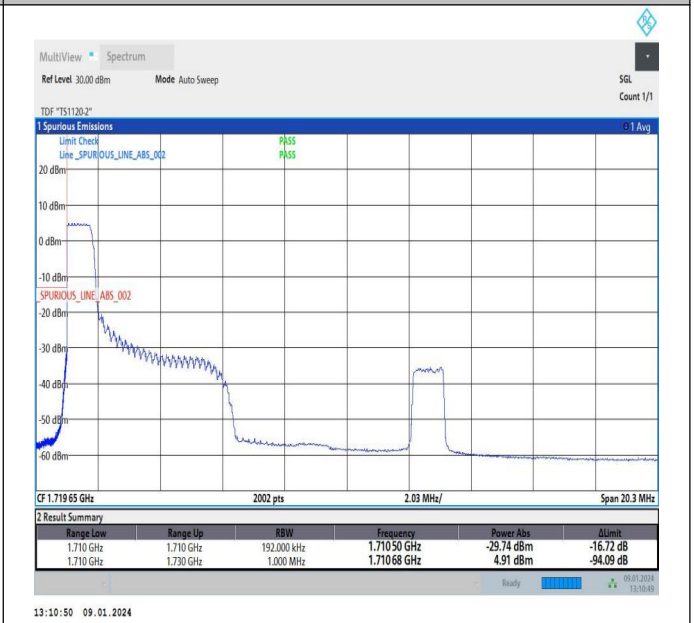 R S
MultiView Spectrum
Ref Level 30.00 dBm Mode Auto Sweep SGL
Count 1/1
TDF "TS1120-2"
1 Spurious Emissions 1 Avg
Limit Check PASS
Line _SPURIOUS_LINE_ABS_002 PASS
20 dBm
10 dBm
0 dBm
-10 dBm
_SPURIOUS_LINE_ABS_002
-20 dBm
-30 dBm
-40 dBm
-50 dBm
-60 dBm
CF 1.719 65 GHz 2002 pts 2.03 MHz/ Span 20.3 MHz
2 Result Summary
Range Low Range Up RBW Frequency Power Abs ΔLimit
1.710 GHz 1.710 GHz 192.000 kHz 1.71050 GHz -29.74 dBm -16.72 dB
1.710 GHz 1.730 GHz 1.000 MHz 1.71068 GHz 4.91 dBm -94.09 dB
Ready 09.01.2024
13:10:49
13:10:50 09.01.2024